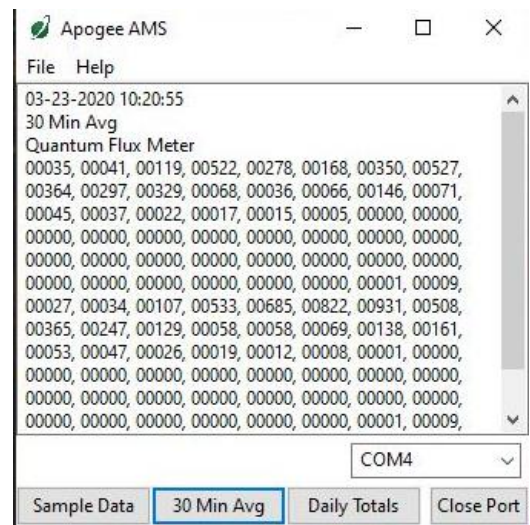 Apogee AMS
File Help
03-23-2020 10:20:55
30 Min Avg
Quantum Flux Meter
00035, 00041, 00119, 00522, 00278, 00168, 00350, 00527,
00364, 00297, 00329, 00068, 00036, 00066, 00146, 00071,
00045, 00037, 00022, 00017, 00015, 00005, 00000, 00000,
00000, 00000, 00000, 00000, 00000, 00000, 00000, 00000,
00000, 00000, 00000, 00000, 00000, 00000, 00000, 00000,
00000, 00000, 00000, 00000, 00000, 00000, 00001, 00009,
00027, 00034, 00107, 00533, 00685, 00822, 00931, 00508,
00365, 00247, 00129, 00058, 00058, 00069, 00138, 00161,
00053, 00047, 00026, 00019, 00012, 00008, 00001, 00000,
00000, 00000, 00000, 00000, 00000, 00000, 00000, 00000,
00000, 00000, 00000, 00000, 00000, 00000, 00000, 00000,
00000, 00000, 00000, 00000, 00000, 00000, 00001, 00009,
COM4
Sample Data 30 Min Avg Daily Totals Close Port